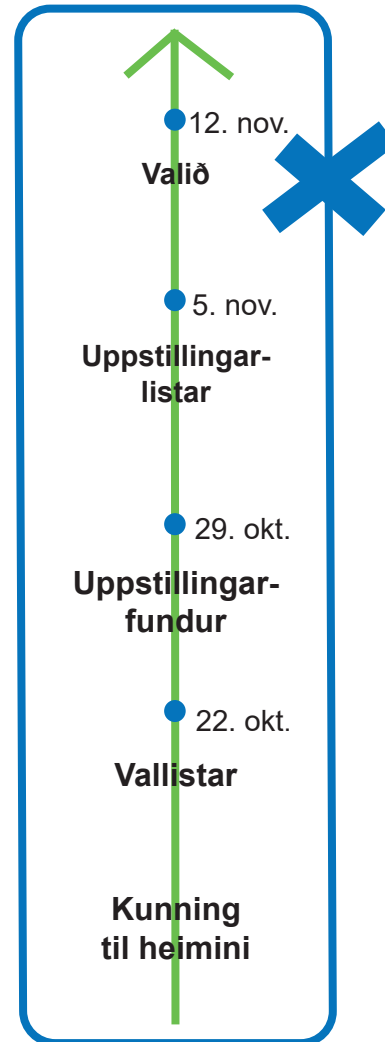 12. nov.
Valið
5. nov.
Uppstillingar-
listar
29. okt.
Uppstillingar-
fundur
22. okt.
Vallistar
Kunning
til heimini